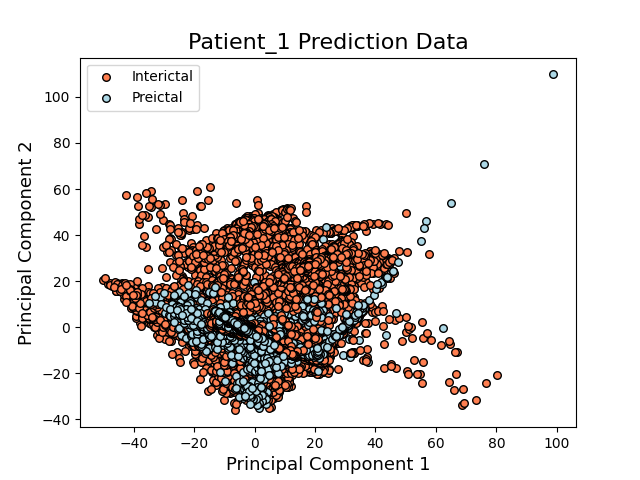 Patient_1 Prediction Data
Interictal
Preictal
Principal Component 2
100
80
60
40
20
0
−20
−40
−40 −20 0 20 40 60 80 100
Principal Component 1